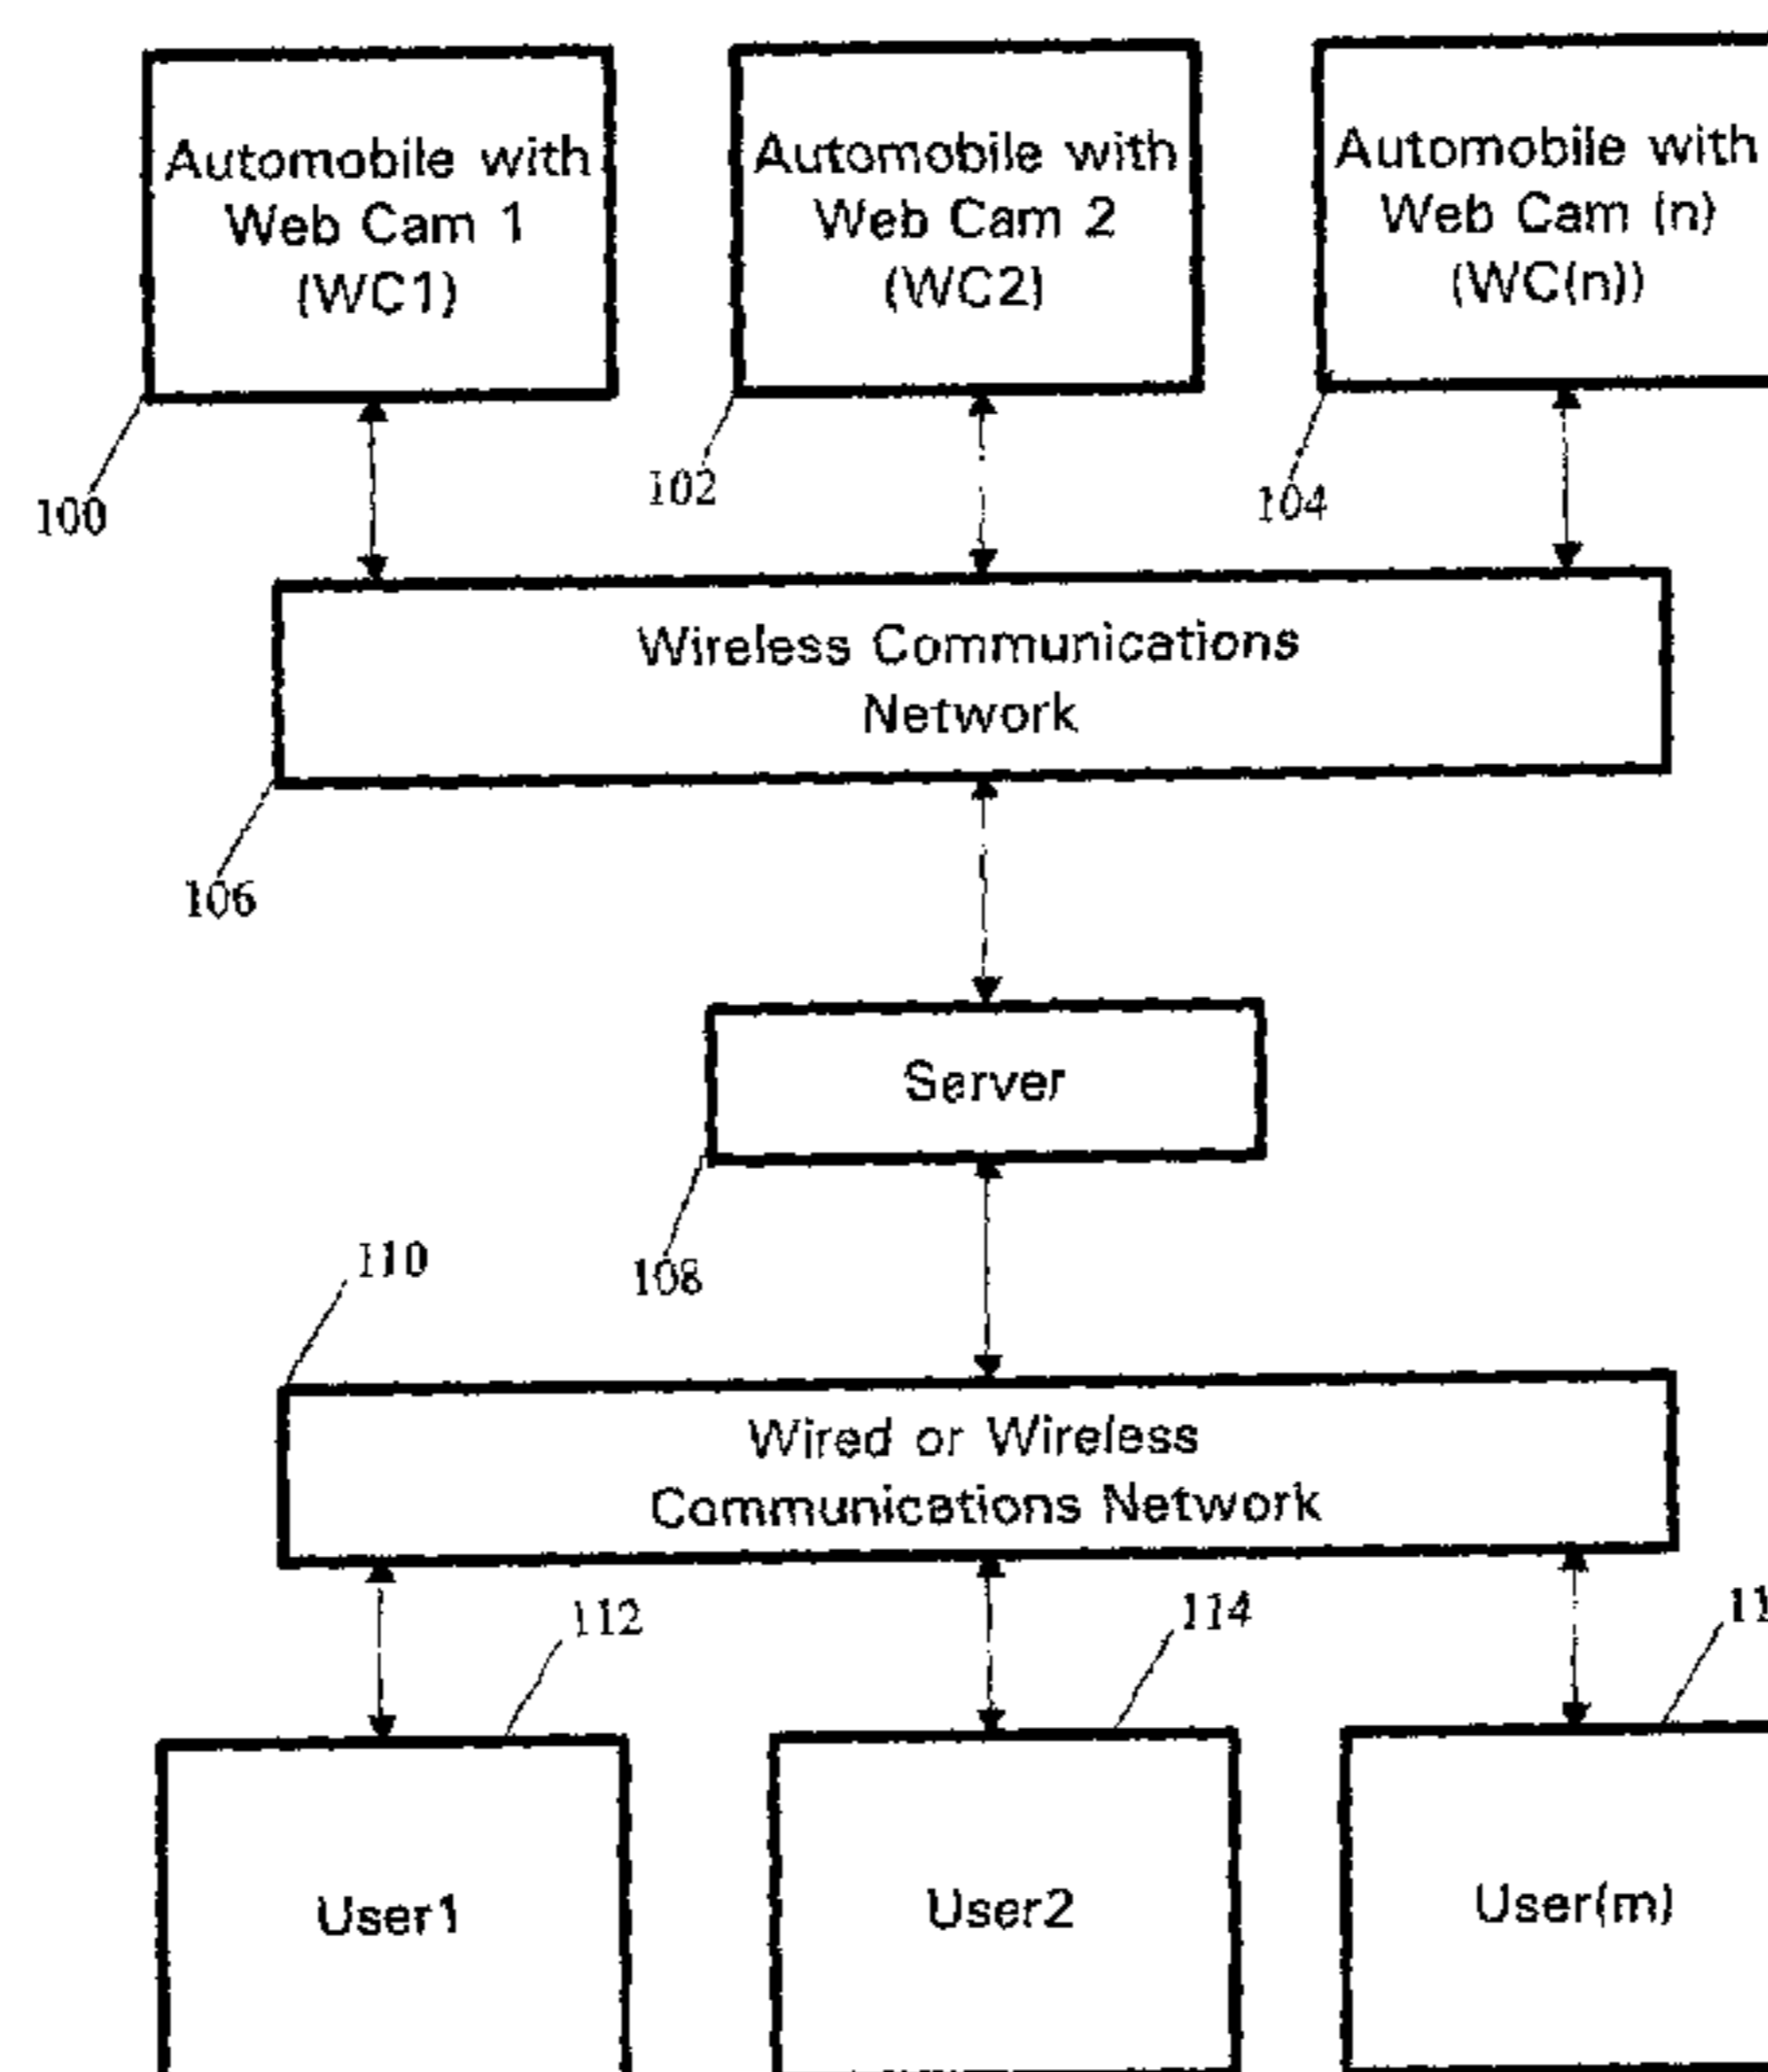 Automobile with
Web Cam 1
(WC1)
Automobile with
Web Cam 2
(WC2)
Automobile with
Web Cam (n)
(WC(n))
100
102
104
Wireless Communications
Network
106
Server
108
110
Wired or Wireless
Communications Network
112
114
User1
User2
User(m)